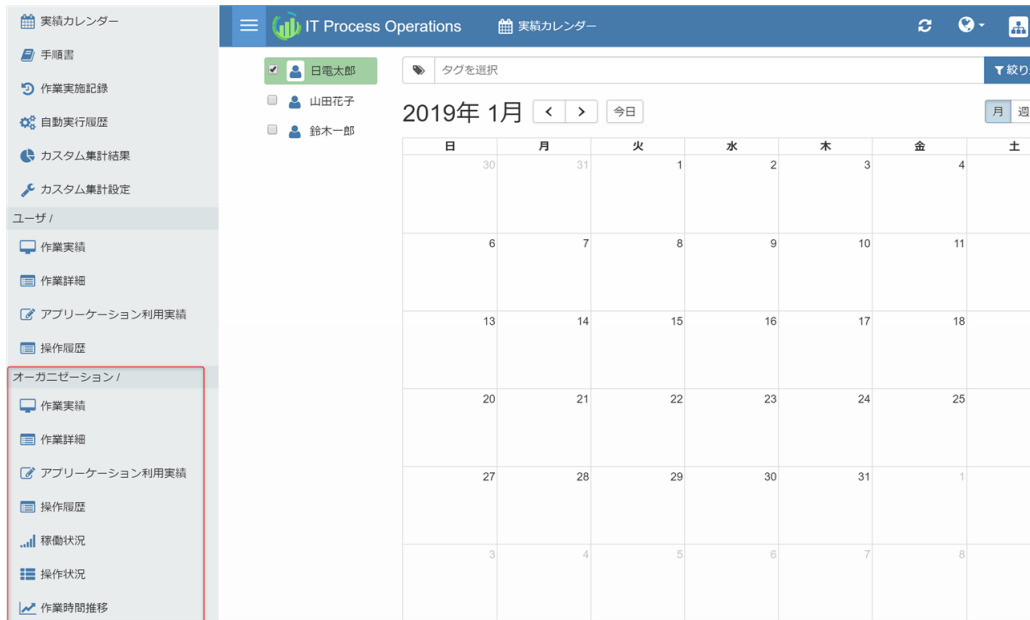 実績カレンダー
手順書
作業実施記録
自動実行履歴
カスタム集計結果
カスタム集計設定
ユーザ /
作業実績
作業詳細
アプリーケーション利用実績
操作履歴
オーガニゼーション /
作業実績
作業詳細
アプリーケーション利用実績
操作履歴
稼働状況
操作状況
作業時間推移
IT Process Operations 実績カレンダー
日電太郎
山田花子
鈴木一郎
タグを選択 絞り
2019年 1月 < > 今日 月 週
日 月 火 水 木 金 土
30 31 1 2 3 4
6 7 8 9 10 11
13 14 15 16 17 18
20 21 22 23 24 25
27 28 29 30 31 1
3 4 5 6 7 8